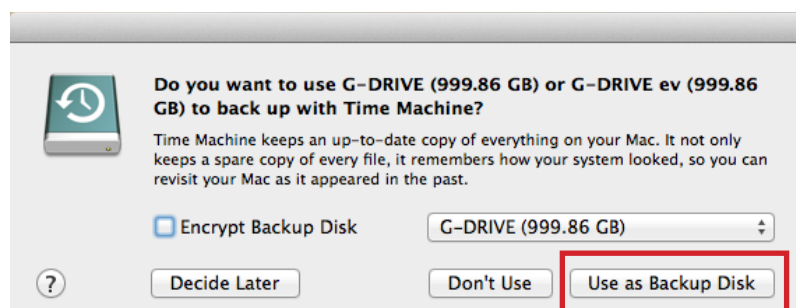 Do you want to use G-DRIVE (999.86 GB) or G-DRIVE ev (999.86
GB) to back up with Time Machine?
Time Machine keeps an up-to-date copy of everything on your Mac. It not only
keeps a spare copy of every file, it remembers how your system looked, so you can
revisit your Mac as it appeared in the past.
Encrypt Backup Disk G-DRIVE (999.86 GB)
? Decide Later Don't Use Use as Backup Disk